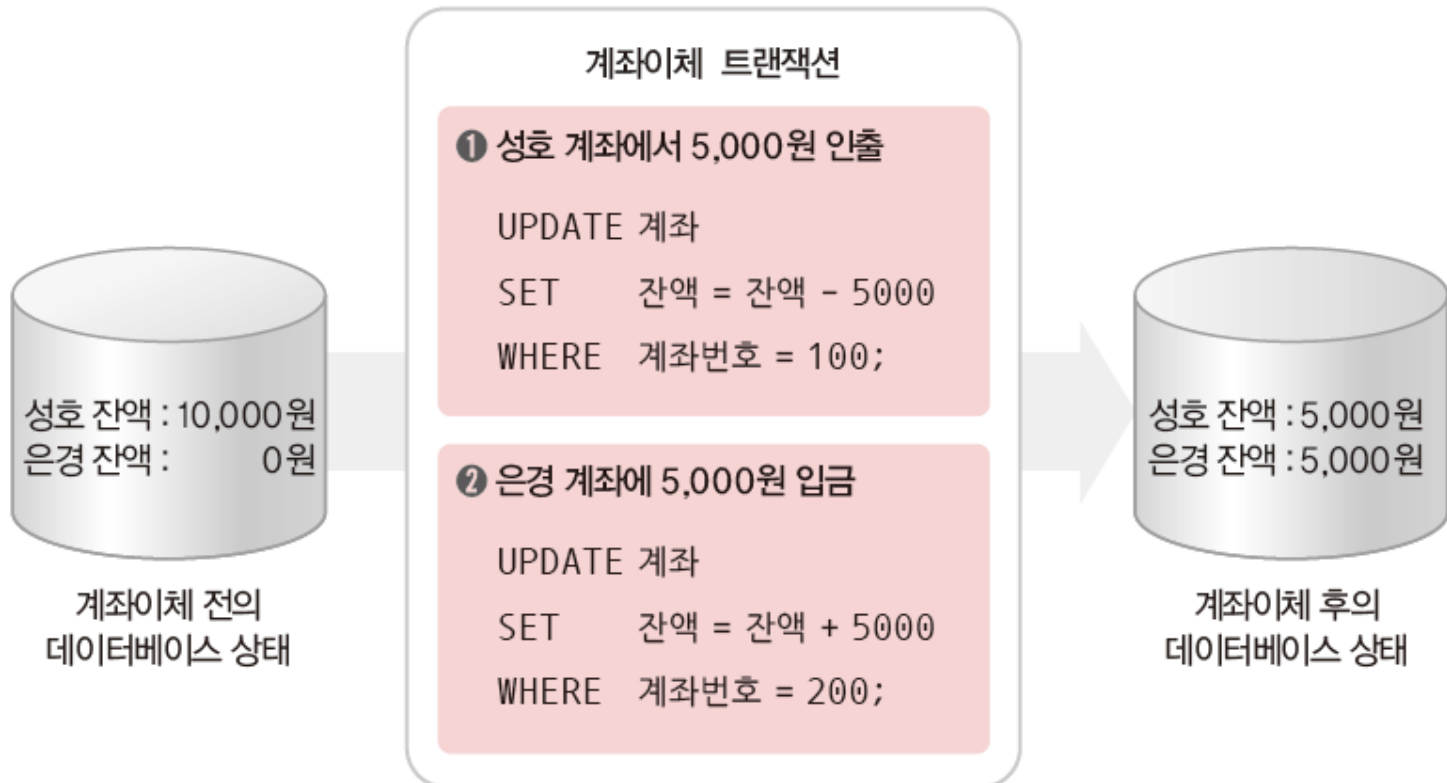 계좌이체 트랜잭션
❶ 성호 계좌에서 5,000원 인출
UPDATE 계좌
SET 잔액 = 잔액 - 5000
WHERE 계좌번호 = 100;
❷ 은경 계좌에 5,000원 입금
UPDATE 계좌
SET 잔액 = 잔액 + 5000
WHERE 계좌번호 = 200;
성호 잔액 : 10,000원
은경 잔액 : 0원
계좌이체 전의
데이터베이스 상태
성호 잔액 : 5,000원
은경 잔액 : 5,000원
계좌이체 후의
데이터베이스 상태